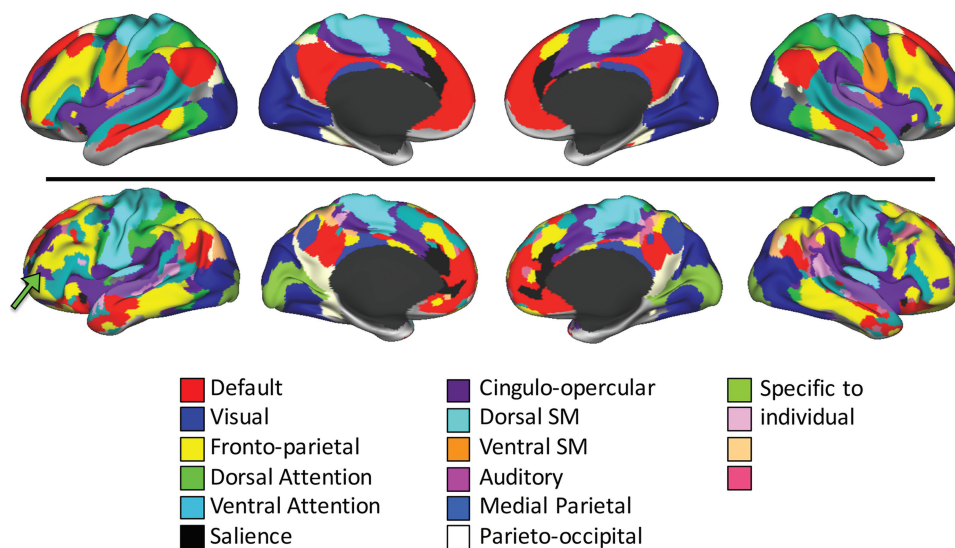 Default
Visual
Fronto-parietal
Dorsal Attention
Ventral Attention
Salience
Cingulo-opercular
Dorsal SM
Ventral SM
Auditory
Medial Parietal
Parieto-occipital
Specific to
individual